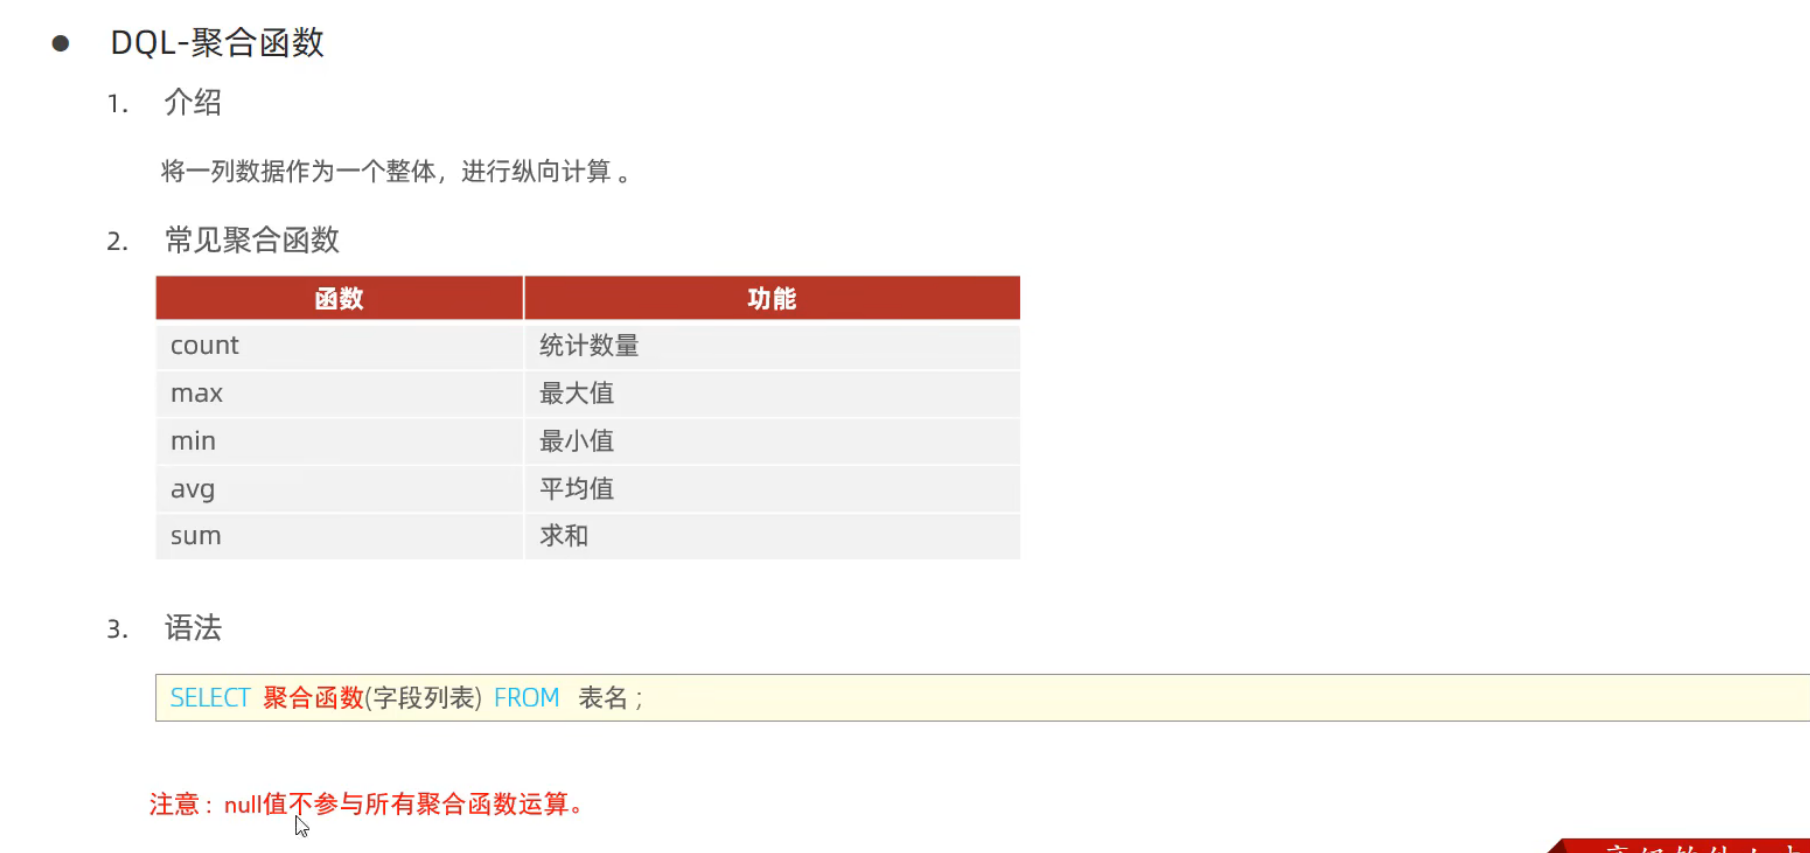 DQL-聚合函数
1. 介绍
将一列数据作为一个整体，进行纵向计算 。
2. 常见聚合函数
函数 功能
count 统计数量
max 最大值
min 最小值
avg 平均值
sum 求和
3. 语法
SELECT 聚合函数(字段列表) FROM 表名 ;
注意 : null值不参与所有聚合函数运算。